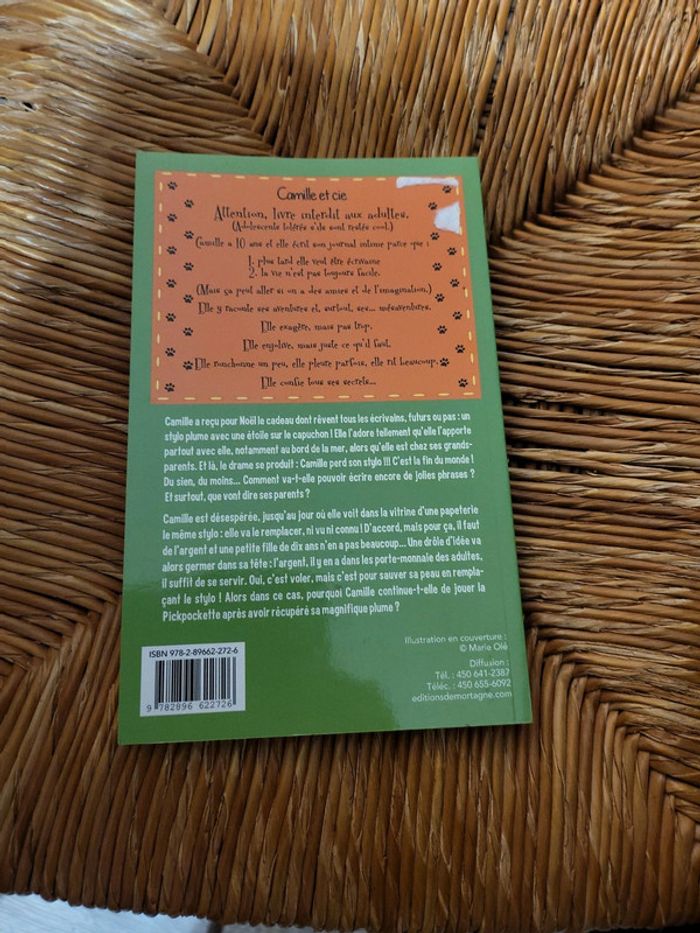 Camille et cie
Attention, livre interdit aux adultes.
(Adolescents tolérés s'ils sont restés cool.)
Camille a 10 ans et elle écrit son journal intime parce que :
1. plus tard elle veut être écrivaine
2. la vie n'est pas toujours facile.
(Mais ça peut aller si on a des amies et de l'imagination.)
Elle y raconte ses aventures et, surtout, ses... mésaventures.
Elle exagère, mais pas trop.
Elle enjolive, mais juste ce qu'il faut.
Elle ronchonne un peu, elle pleure parfois, elle rit beaucoup.
Elle confie tous ses secrets...
Camille a reçu pour Noël le cadeau dont rêvent tous les écrivains, futurs ou pas : un
stylo plume avec une étoile sur le capuchon ! Elle l'adore tellement qu'elle l'apporte
partout avec elle, notamment au bord de la mer, alors qu'elle est chez ses grands-
parents. Et là, le drame se produit : Camille perd son stylo !!! C'est la fin du monde !
Du sien, du moins... Comment va-t-elle pouvoir écrire encore de jolies phrases ?
Et surtout, que vont dire ses parents ?
Camille est désespérée, jusqu'au jour où elle voit dans la vitrine d'une papeterie
le même stylo : elle va le remplacer, ni vu ni connu ! D'accord, mais pour ça, il faut
de l'argent et une petite fille de dix ans n'en a pas beaucoup... Une drôle d'idée va
alors germer dans sa tête : l'argent, il y en a dans les porte-monnaie des adultes,
il suffit de se servir. Oui, c'est voler, mais c'est pour sauver sa peau en rempla-
çant le stylo ! Alors dans ce cas, pourquoi Camille continue-t-elle de jouer la
Pickpockette après avoir récupéré sa magnifique plume ?
Illustration en couverture :
© Marie Olé
Diffusion :
Tél. : 450 641-2387
Téléc. : 450 655-6092
editionsdemortagne.com
ISBN 978-2-89662-272-6
9 782896 622726